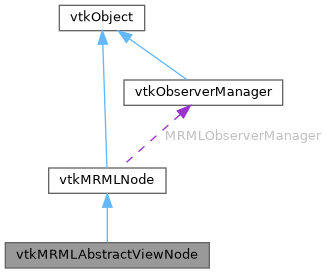 vtkObject
vtkObserverManager
MRMLObserverManager
vtkMRMLNode
vtkMRMLAbstractViewNode